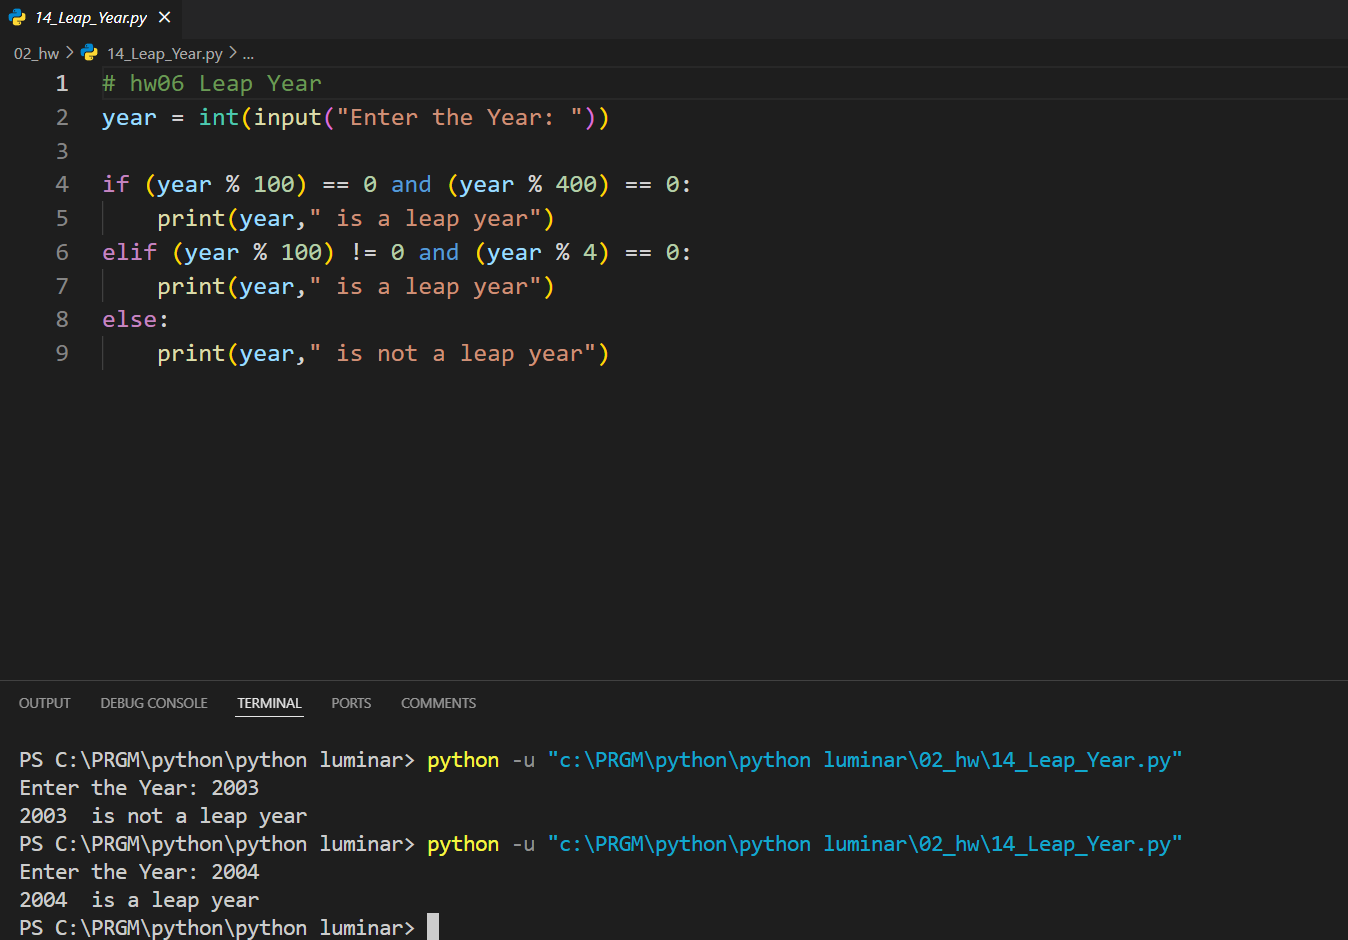 14_Leap_Year.py
02_hw > 14_Leap_Year.py > ...
1 # hw06 Leap Year
2 year = int(input("Enter the Year: "))
3
4 if (year % 100) == 0 and (year % 400) == 0:
5     print(year," is a leap year")
6 elif (year % 100) != 0 and (year % 4) == 0:
7     print(year," is a leap year")
8 else:
9     print(year," is not a leap year")
OUTPUT DEBUG CONSOLE TERMINAL PORTS COMMENTS
PS C:\PRGM\python\python luminar> python -u "c:\PRGM\python\python luminar\02_hw\14_Leap_Year.py"
Enter the Year: 2003
2003  is not a leap year
PS C:\PRGM\python\python luminar> python -u "c:\PRGM\python\python luminar\02_hw\14_Leap_Year.py"
Enter the Year: 2004
2004  is a leap year
PS C:\PRGM\python\python luminar>